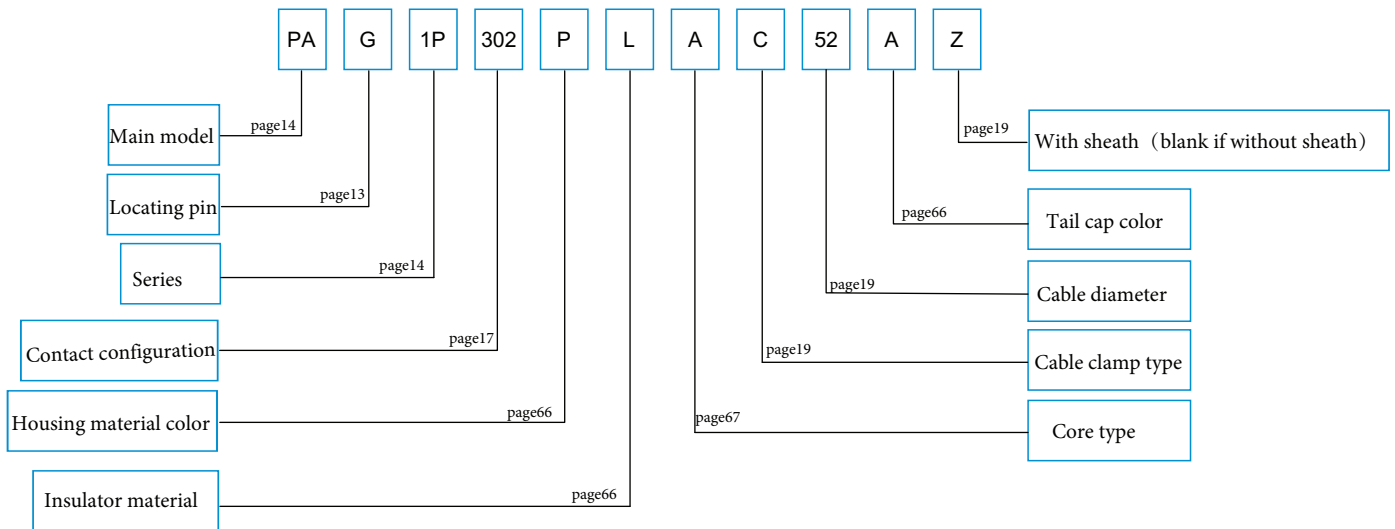 PA G 1P 302 P L A C 52 A Z
Main model page14
page19 With sheath（blank if without sheath）
Locating pin page13
page66 Tail cap color
Series page14
page19 Cable diameter
Contact configuration page17
page19 Cable clamp type
Housing material color page66
page67 Core type
Insulator material page66